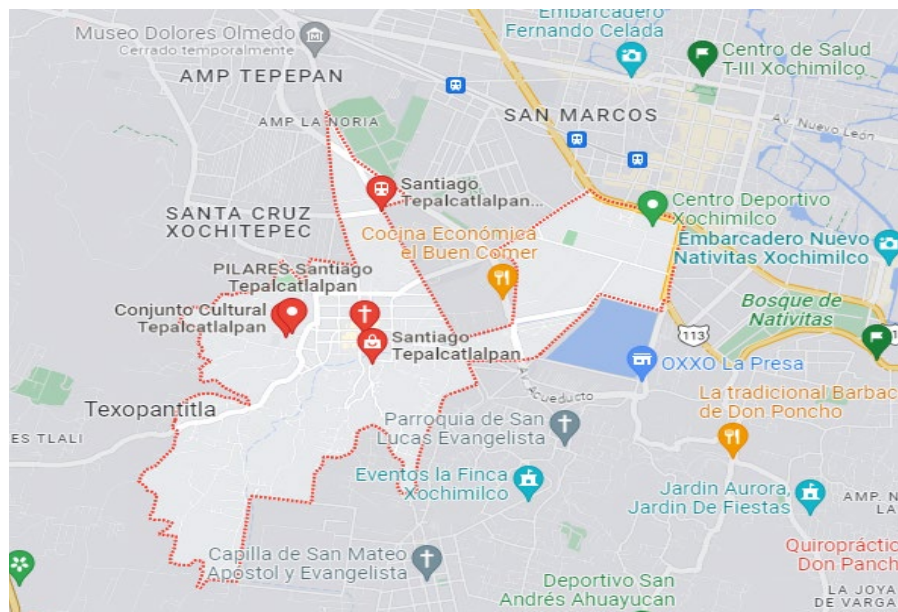 Embarcadero
Fernando Celada
Museo Dolores Olmedo
Cerrado temporalmente
Centro de Salud
T-III Xochimilco
AMP TEPEPAN
AMP LA NORIA
SAN MARCOS
Av. Nuevo León
Santiago
Tepalcatlalpan...
Centro Deportivo
Xochimilco
SANTA CRUZ
XOCHITEPEC
Cocina Económica
el Buen Comer
Embarcadero Nuevo
Nativitas Xochimilco
PILARES Santiago
Tepalcatlalpan
Conjunto Cultural
Tepalcatlalpan
Bosque de
Nativitas
113
Santiago
Tepalcatlalpan
OXXO La Presa
Acueducto
La tradicional Barbac
de Don Poncho
Texopantitla
Parroquia de San
Lucas Evangelista
ES TLALI
Eventos la Finca
Xochimilco
Jardin Aurora,
Jardin De Fiestas
AMP. N
LA
Capilla de San Mateo
Apostol y Evangelista
Quiropráctic
Don Panch
Deportivo San
Andrés Ahuayucan
LA JOYA
DE VARGA